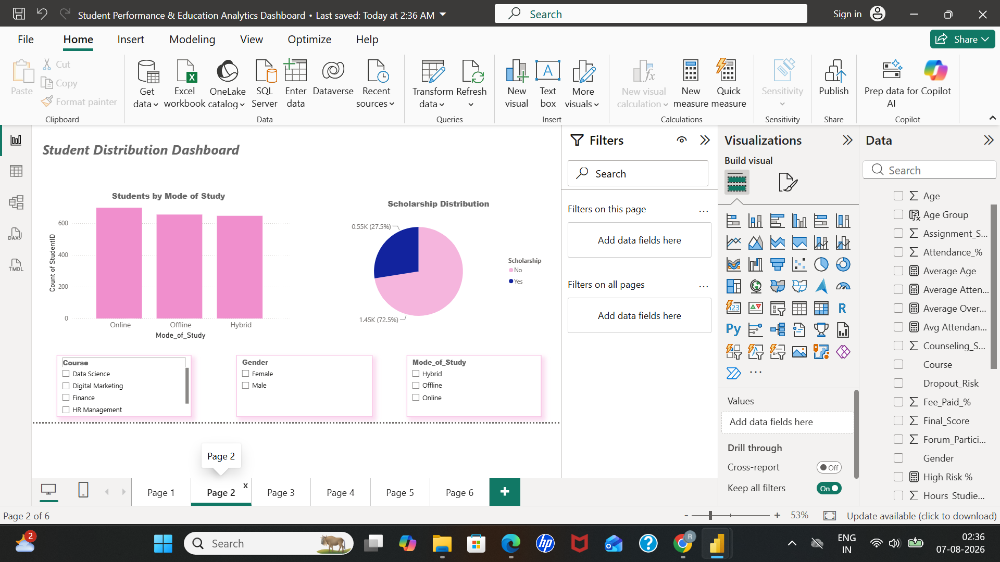 Student Performance & Education Analytics Dashboard • Last saved: Today at 2:36 AM
Search
Sign in
File
Home
Insert
Modeling
View
Optimize
Help
Share
Paste
Cut
Copy
Format painter
Clipboard
Get data
Excel workbook
OneLake catalog
SQL Server
Enter data
Dataverse
Recent sources
Data
Transform data
Refresh
Queries
New visual
Text box
More visuals
Insert
New visual calculation
New measure
Quick measure
Calculations
Sensitivity
Sensitivity
Publish
Share
Prep data for AI
Copilot
Copilot
DAX
TMDL
Student Distribution Dashboard
Students by Mode of Study
Count of StudentID
600
400
200
0
Online
Offline
Hybrid
Mode_of_Study
Scholarship Distribution
0.55K (27.5%)
1.45K (72.5%)
Scholarship
No
Yes
Course
Data Science
Digital Marketing
Finance
HR Management
Gender
Female
Male
Mode_of_Study
Hybrid
Offline
Online
Filters
Search
Filters on this page
...
Add data fields here
Filters on all pages
...
Add data fields here
Visualizations
Build visual
123
R
Py
...
Values
Add data fields here
Drill through
Cross-report
Off
Keep all filters
On
Data
Search
Age
Age Group
Assignment_S...
Attendance_%
Average Age
Average Atten...
Average Over...
Avg Attendan...
Counseling_S...
Course
Dropout_Risk
Fee_Paid_%
Final_Score
Forum_Partici...
Gender
High Risk %
Hours Studie...
Page 2
Page 1
Page 2
x
Page 3
Page 4
Page 5
Page 6
+
Page 2 of 6
-
+
53%
Update available (click to download)
2
Search
hp
R
ENG
IN
02:36
07-08-2026